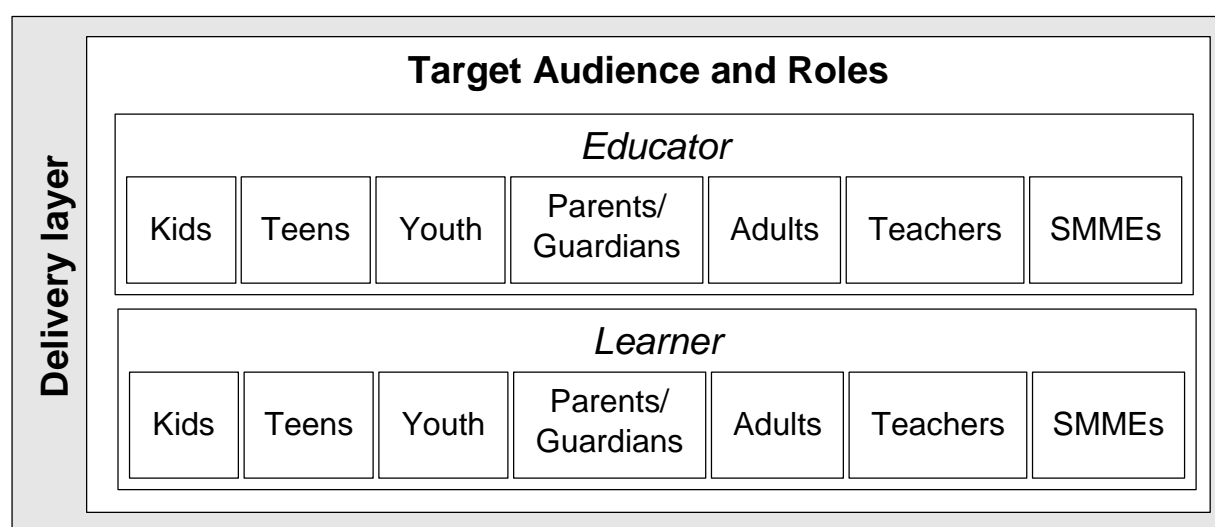 Delivery layer
Target Audience and Roles
Educator
Kids
Teens
Youth
Parents/
Guardians
Adults
Teachers
SMMEs
Learner
Kids
Teens
Youth
Parents/
Guardians
Adults
Teachers
SMMEs